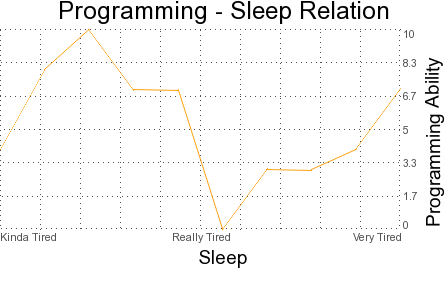 Programming - Sleep Relation
10
8.3
6.7
5
3.3
1.7
0
Programming Ability
Kinda Tired Really Tired Very Tired
Sleep